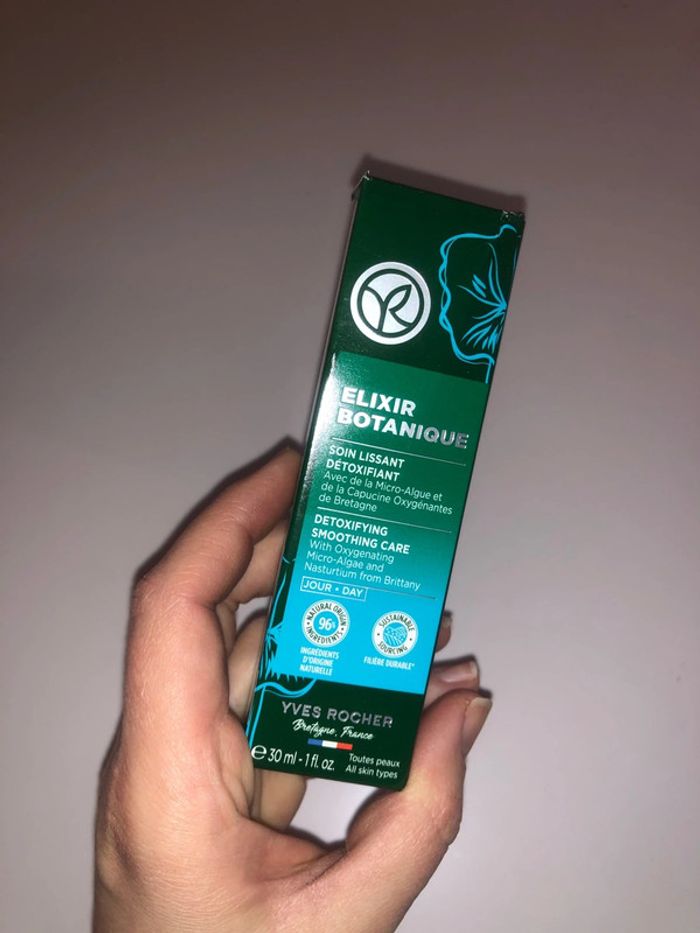 ELIXIR
BOTANIQUE
SOIN LISSANT
DÉTOXIFIANT
Avec de la Micro-Algue et
de la Capucine Oxygénantes
de Bretagne
DETOXIFYING
SMOOTHING CARE
With Oxygenating
Micro-Algae and
Nasturtium from Brittany
JOUR • DAY
NATURAL ORIGIN
96%
INGREDIENTS
INGRÉDIENTS
D'ORIGINE
NATURELLE
SUSTAINABLE
SOURCING
FILIÈRE DURABLE*
YVES ROCHER
Bretagne, France
℮ 30 ml - 1 fl. oz.
Toutes peaux
All skin types